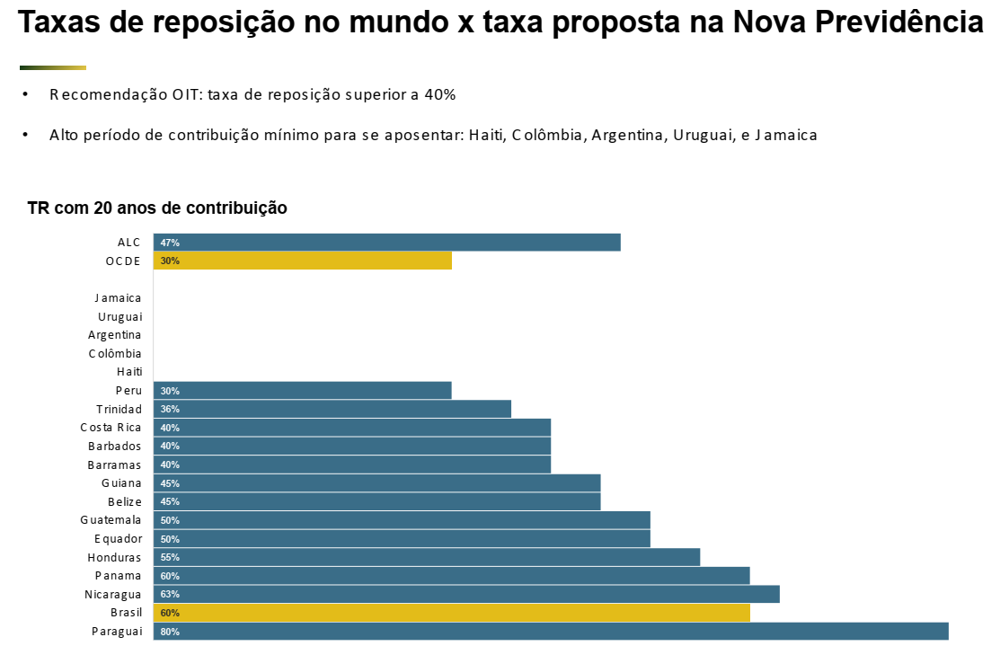 Taxas de reposição no mundo x taxa proposta na Nova Previdência
• Recomendação OIT: taxa de reposição superior a 40%
• Alto período de contribuição mínimo para se aposentar: Haiti, Colômbia, Argentina, Uruguai, e Jamaica
TR com 20 anos de contribuição
ALC 47%
OCDE 30%
Jamaica
Uruguai
Argentina
Colômbia
Haiti
Peru 30%
Trinidad 36%
Costa Rica 40%
Barbados 40%
Barramas 40%
Guiana 45%
Belize 45%
Guatemala 50%
Equador 50%
Honduras 55%
Panama 60%
Nicaragua 63%
Brasil 60%
Paraguai 80%